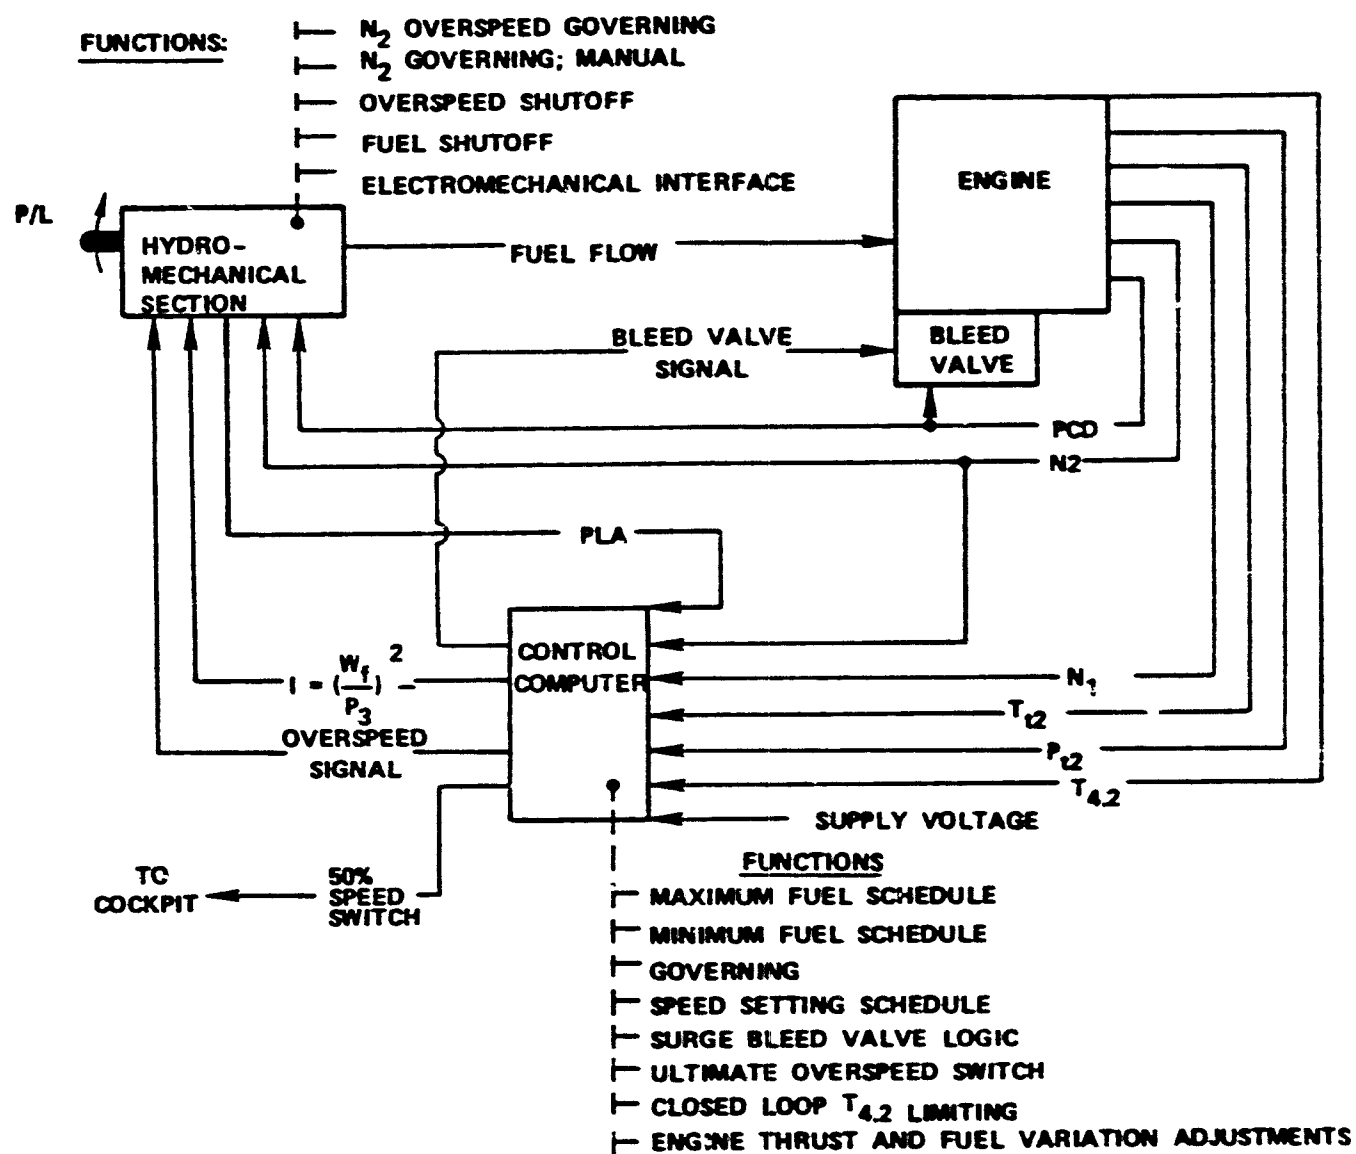 FUNCTIONS:
N2 OVERSPEED GOVERNING
N2 GOVERNING; MANUAL
OVERSPEED SHUTOFF
FUEL SHUTOFF
ELECTROMECHANICAL INTERFACE
P/L
HYDRO-
MECHANICAL
SECTION
FUEL FLOW
ENGINE
BLEED VALVE
SIGNAL
BLEED
VALVE
PCD
N2
PLA
CONTROL
COMPUTER
I = (Wf/P3)2
OVERSPEED
SIGNAL
N1
Tt2
Pt2
T4.2
SUPPLY VOLTAGE
TO
COCKPIT
50%
SPEED
SWITCH
FUNCTIONS
MAXIMUM FUEL SCHEDULE
MINIMUM FUEL SCHEDULE
GOVERNING
SPEED SETTING SCHEDULE
SURGE BLEED VALVE LOGIC
ULTIMATE OVERSPEED SWITCH
CLOSED LOOP T4.2 LIMITING
ENGINE THRUST AND FUEL VARIATION ADJUSTMENTS